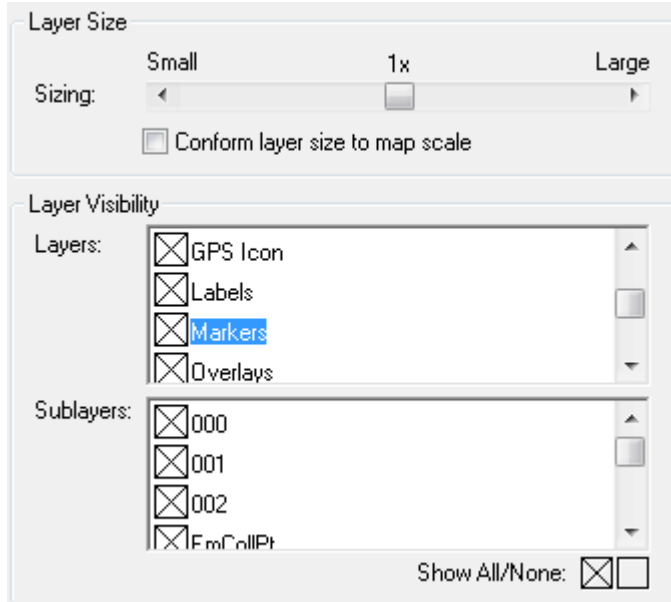 Layer Size
Small 1x Large
Sizing:
Conform layer size to map scale
Layer Visibility
Layers: GPS Icon
Labels
Markers
Overlays
Sublayers: 000
001
002
EmCollPt
Show All/None: